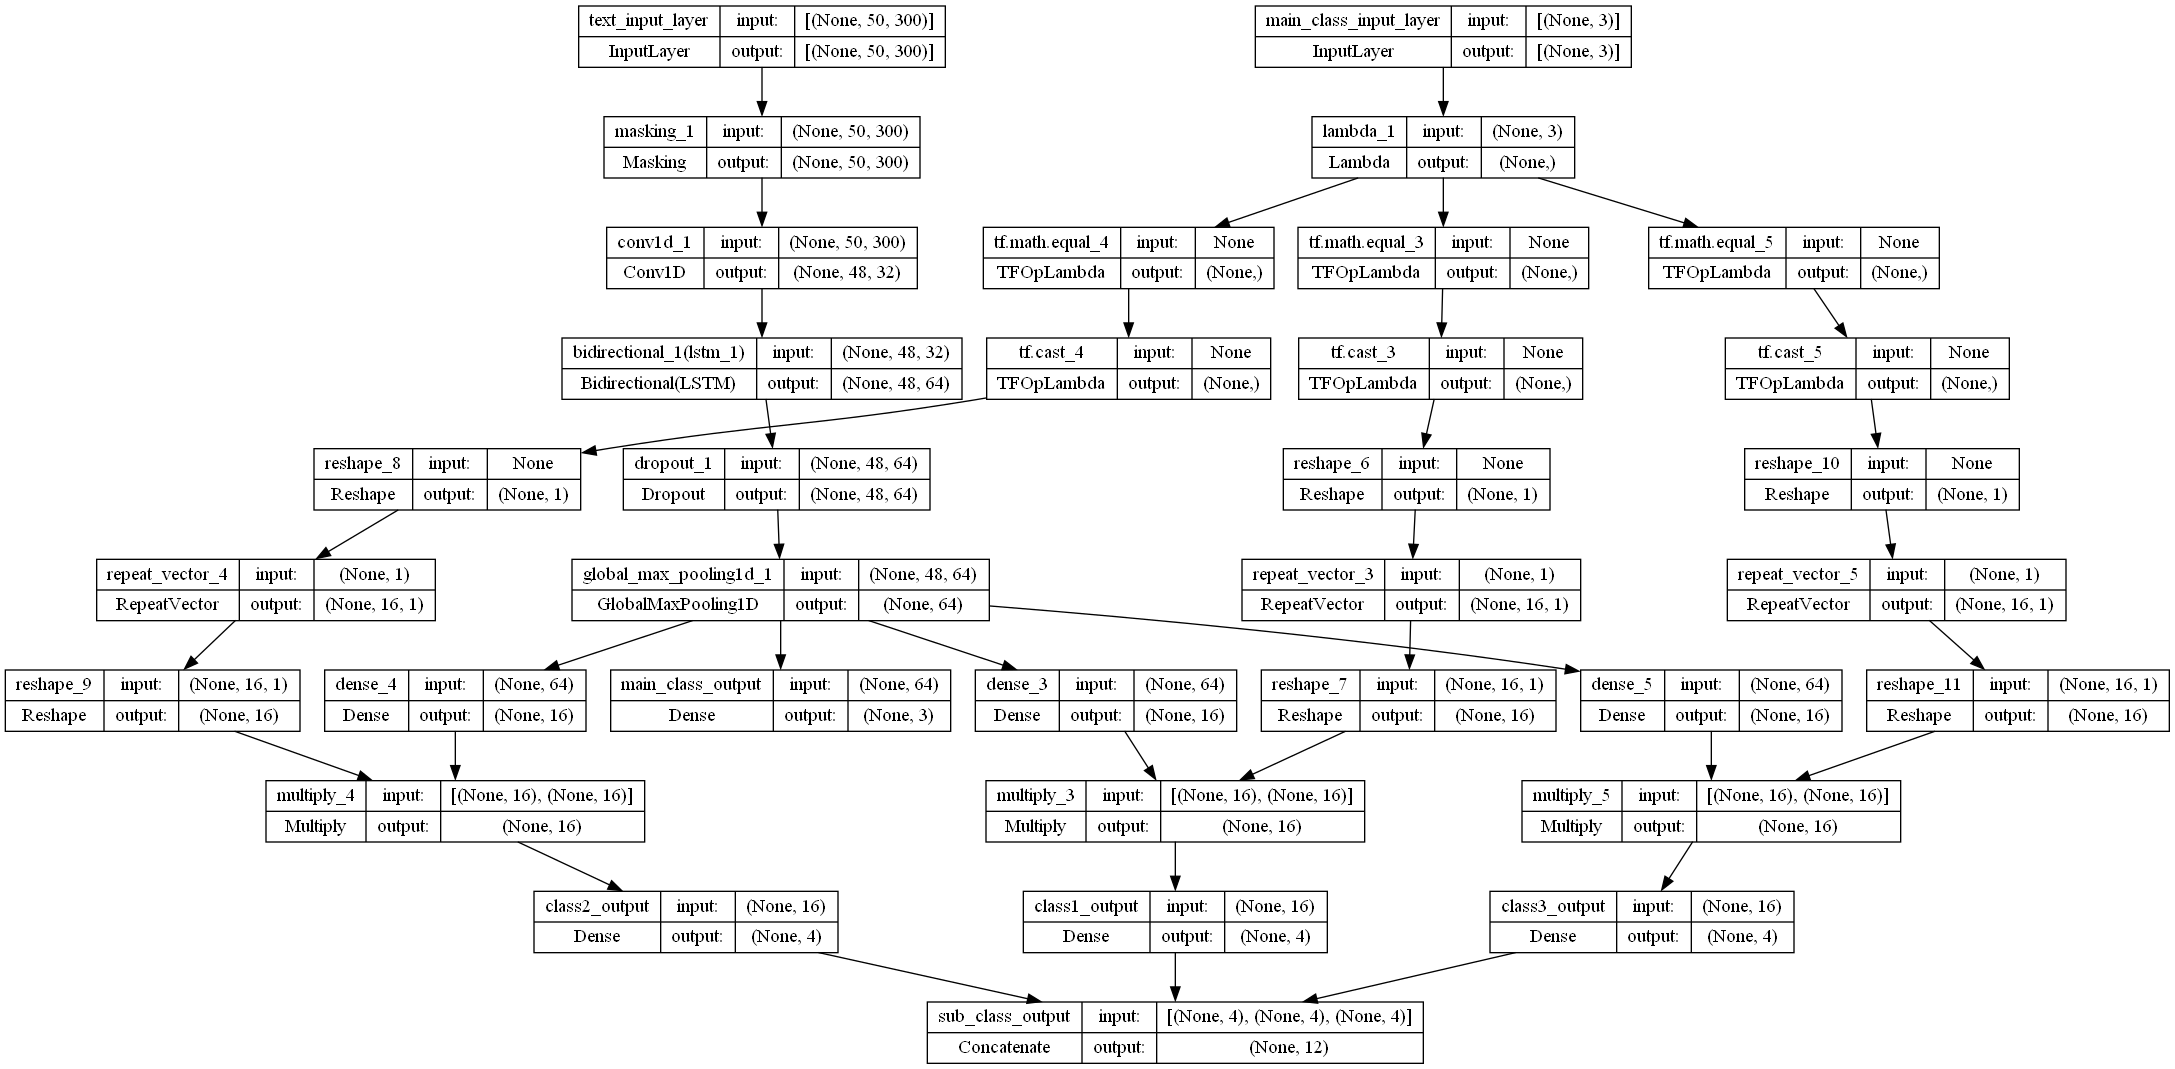 text_input_layer input: [(None, 50, 300)]
InputLayer output: [(None, 50, 300)]
main_class_input_layer input: [(None, 3)]
InputLayer output: [(None, 3)]
masking_1 input: (None, 50, 300)
Masking output: (None, 50, 300)
lambda_1 input: (None, 3)
Lambda output: (None,)
conv1d_1 input: (None, 50, 300)
Conv1D output: (None, 48, 32)
tf.math.equal_4 input: None
TFOpLambda output: (None,)
tf.math.equal_3 input: None
TFOpLambda output: (None,)
tf.math.equal_5 input: None
TFOpLambda output: (None,)
bidirectional_1(lstm_1) input: (None, 48, 32)
Bidirectional(LSTM) output: (None, 48, 64)
tf.cast_4 input: None
TFOpLambda output: (None,)
tf.cast_3 input: None
TFOpLambda output: (None,)
tf.cast_5 input: None
TFOpLambda output: (None,)
reshape_8 input: None
Reshape output: (None, 1)
dropout_1 input: (None, 48, 64)
Dropout output: (None, 48, 64)
reshape_6 input: None
Reshape output: (None, 1)
reshape_10 input: None
Reshape output: (None, 1)
repeat_vector_4 input: (None, 1)
RepeatVector output: (None, 16, 1)
global_max_pooling1d_1 input: (None, 48, 64)
GlobalMaxPooling1D output: (None, 64)
repeat_vector_3 input: (None, 1)
RepeatVector output: (None, 16, 1)
repeat_vector_5 input: (None, 1)
RepeatVector output: (None, 16, 1)
reshape_9 input: (None, 16, 1)
Reshape output: (None, 16)
dense_4 input: (None, 64)
Dense output: (None, 16)
main_class_output input: (None, 64)
Dense output: (None, 3)
dense_3 input: (None, 64)
Dense output: (None, 16)
reshape_7 input: (None, 16, 1)
Reshape output: (None, 16)
dense_5 input: (None, 64)
Dense output: (None, 16)
reshape_11 input: (None, 16, 1)
Reshape output: (None, 16)
multiply_4 input: [(None, 16), (None, 16)]
Multiply output: (None, 16)
multiply_3 input: [(None, 16), (None, 16)]
Multiply output: (None, 16)
multiply_5 input: [(None, 16), (None, 16)]
Multiply output: (None, 16)
class2_output input: (None, 16)
Dense output: (None, 4)
class1_output input: (None, 16)
Dense output: (None, 4)
class3_output input: (None, 16)
Dense output: (None, 4)
sub_class_output input: [(None, 4), (None, 4), (None, 4)]
Concatenate output: (None, 12)